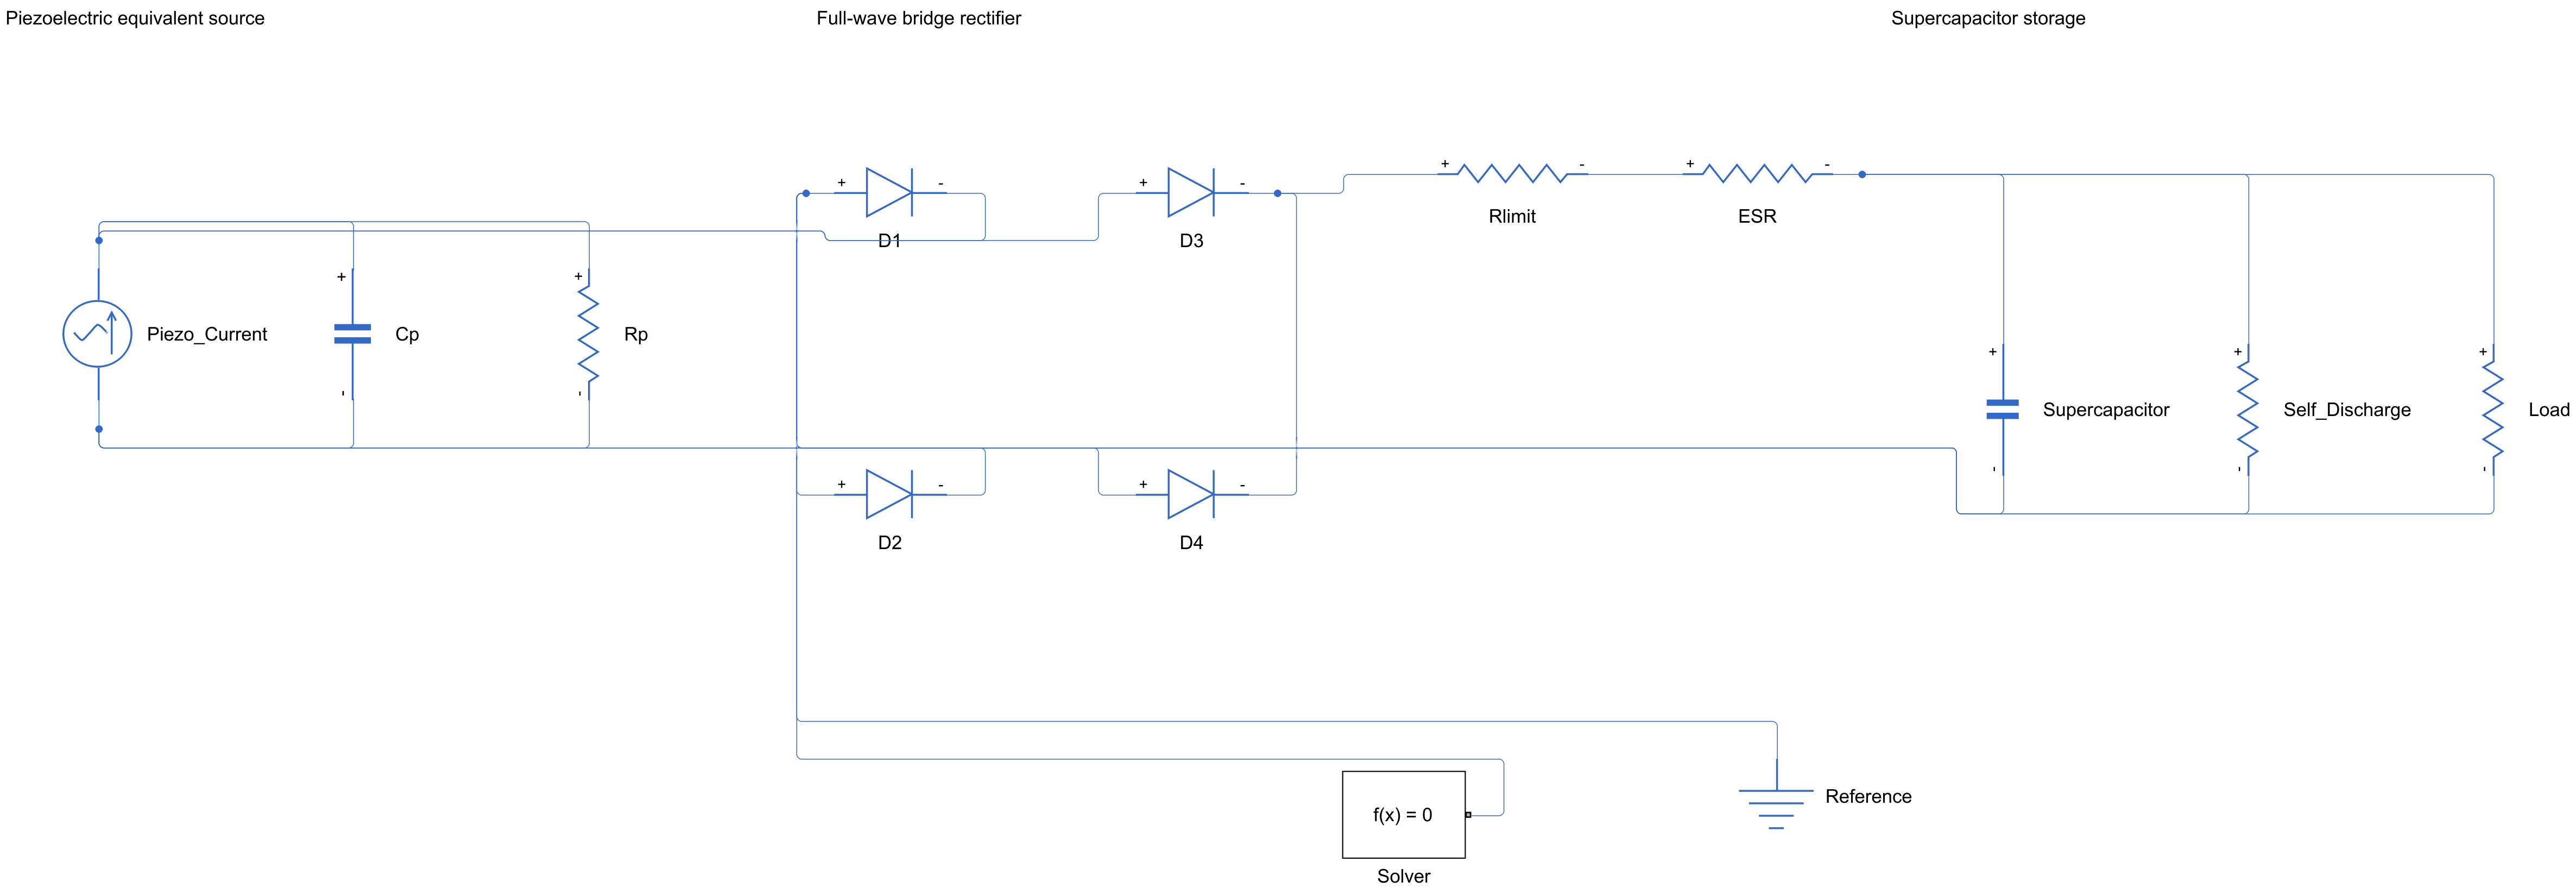 Piezoelectric equivalent source
Full-wave bridge rectifier
Supercapacitor storage
+ -
Rlimit
+ -
ESR
+ -
D1
+ -
D3
+ -
Piezo_Current
+ -
Cp
+ -
Rp
+ -
Supercapacitor
+ -
Self_Discharge
+ -
Load
+ -
D2
+ -
D4
f(x) = 0
Solver
Reference